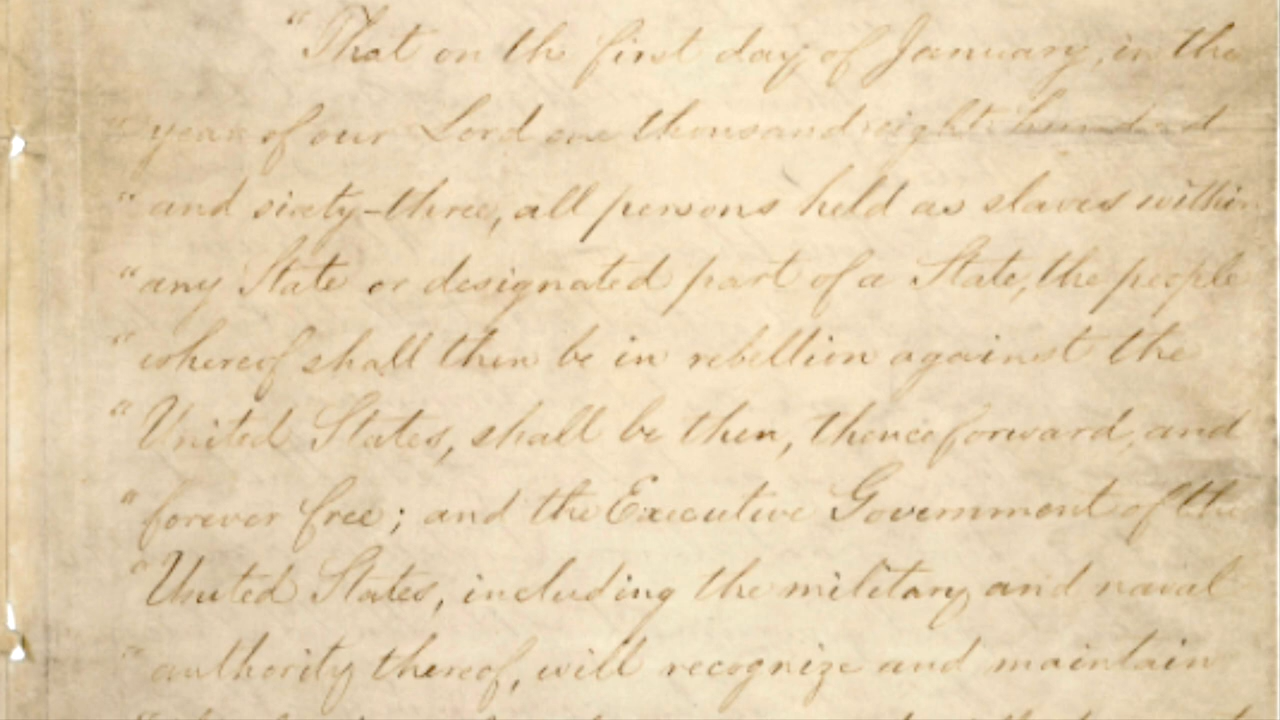 "That on the first day of January, in the
"year of our Lord one thousand eight hundred
"and sixty-three, all persons held as slaves within
"any State or designated part of a State, the people
"whereof shall then be in rebellion against the
"United States, shall be then, thenceforward, and
"forever free; and the Executive Government of the
"United States, including the military and naval
"authority thereof, will recognize and maintain